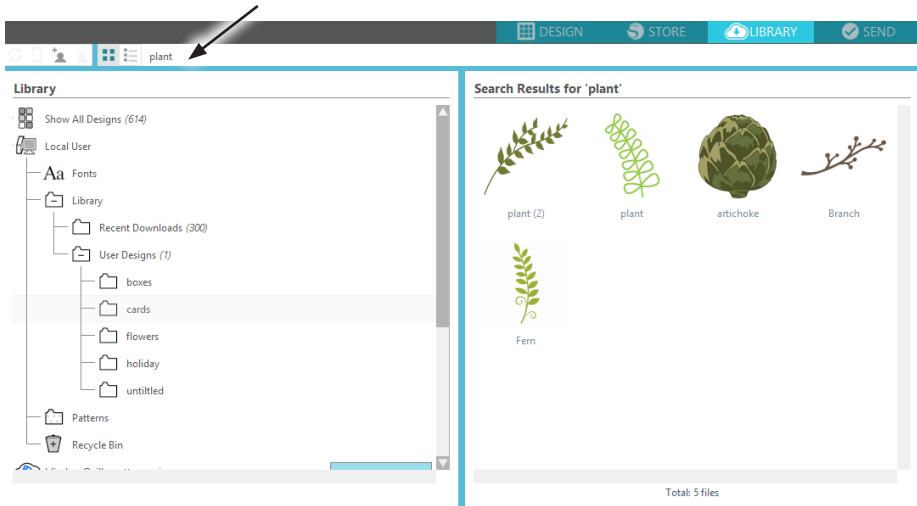 DESIGN STORE LIBRARY SEND
plant
Library
Show All Designs (614)
Local User
Aa Fonts
Library
Recent Downloads (300)
User Designs (1)
boxes
cards
flowers
holiday
untiltled
Patterns
Recycle Bin
Search Results for 'plant'
plant (2) plant artichoke Branch
Fern
Total: 5 files